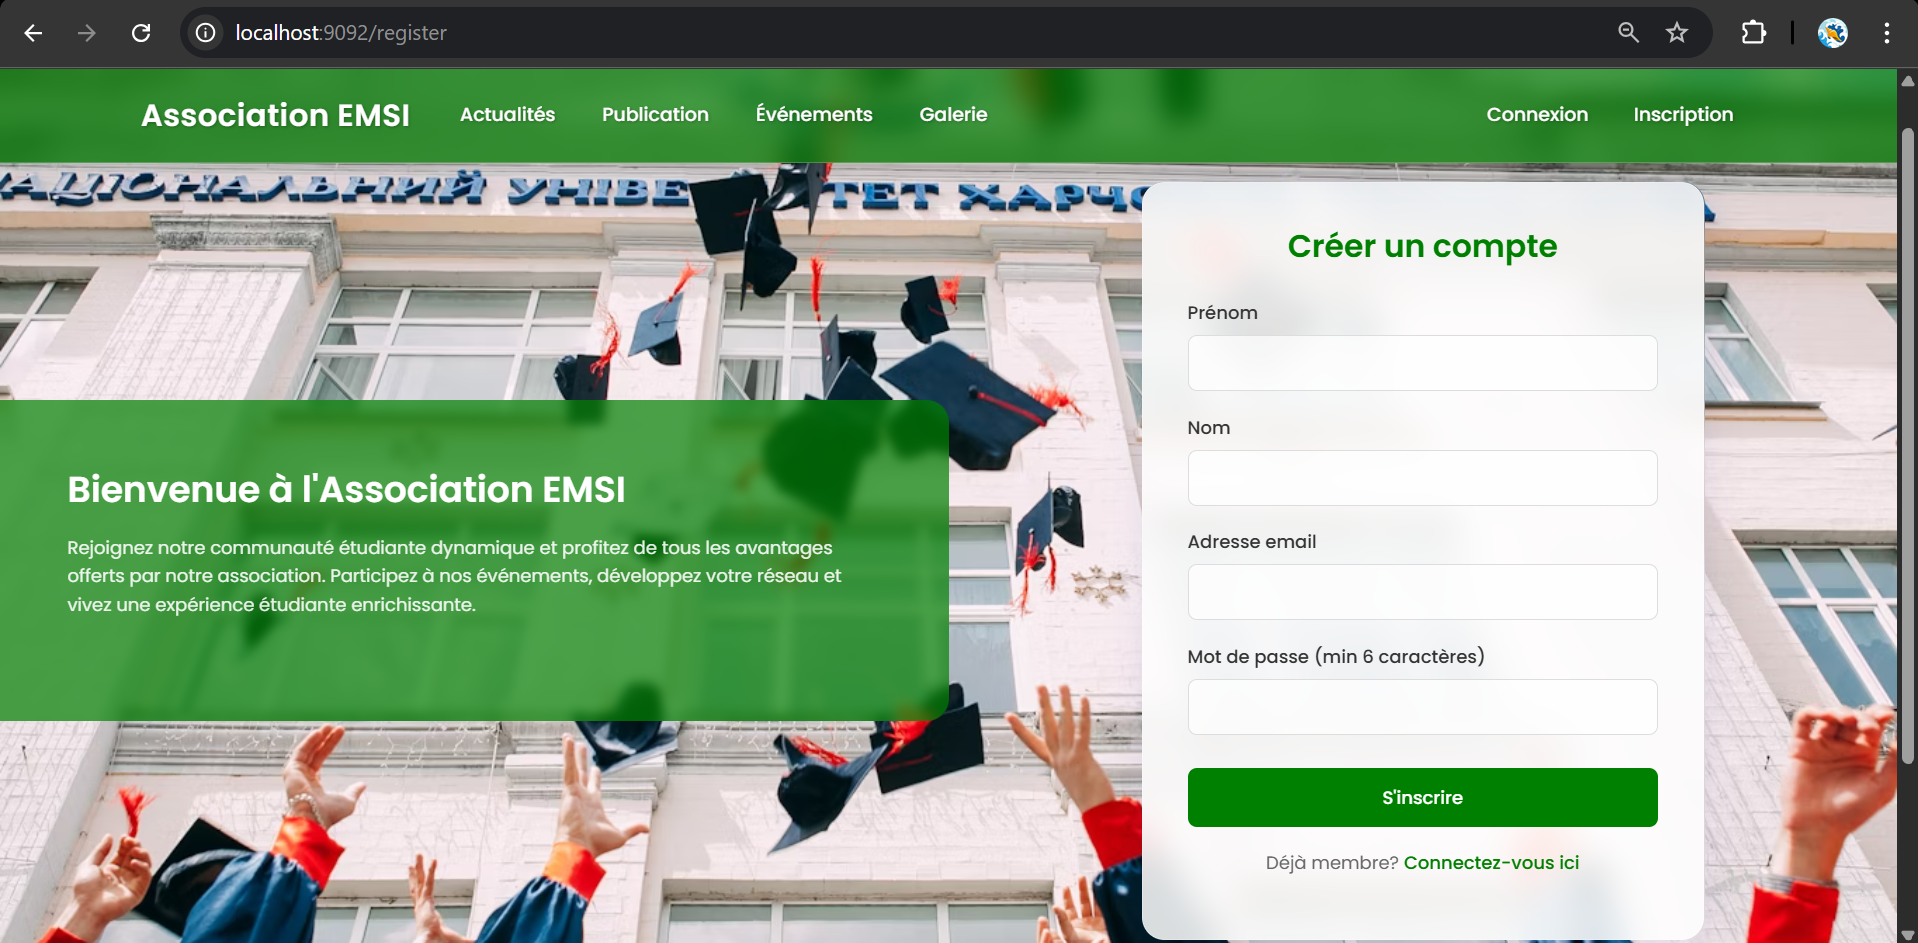 localhost:9092/register
Association EMSI
Actualités
Publication
Événements
Galerie
Connexion
Inscription
АЦІОНАЛЬНИЙ УНІВЕ ТЕТ ХАРЧ
Créer un compte
Prénom
Nom
Adresse email
Mot de passe (min 6 caractères)
S'inscrire
Déjà membre? Connectez-vous ici
Bienvenue à l'Association EMSI
Rejoignez notre communauté étudiante dynamique et profitez de tous les avantages
offerts par notre association. Participez à nos événements, développez votre réseau et
vivez une expérience étudiante enrichissante.